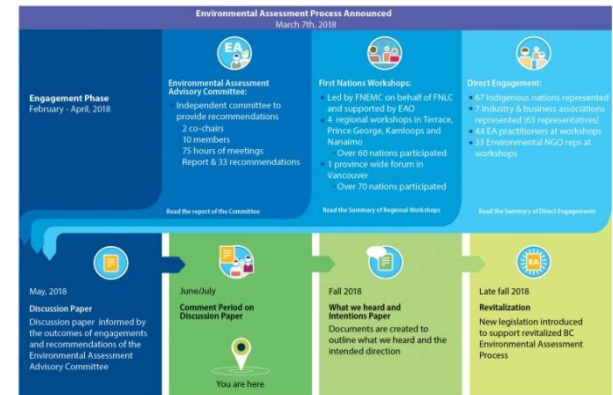 Environmental Assessment Process Announced
March 7th, 2018
Engagement Phase
February - April, 2018
EA
Environmental Assessment
Advisory Committee:
• Independent committee to
provide recommendations
• 2 co-chairs
• 10 members
• 75 hours of meetings
• Report & 33 recommendations
Read the report of the Committee
First Nations Workshops:
• Led by FNEMC on behalf of FNLC
and supported by EAO
• 4 regional workshops in Terrace,
Prince George, Kamloops and
Nanaimo
• Over 60 nations participated
• 1 province wide forum in
Vancouver
• Over 70 nations participated
Read the Summary of Regional Workshops
Direct Engagement:
• 67 Indigenous nations represented
• 7 Industry & business associations
represented (63 representatives)
• 44 EA practitioners at workshops
• 33 Environmental NGO reps at
workshops
Read the Summary of Direct Engagements
May, 2018
Discussion Paper
Discussion paper informed by
the outcomes of engagements
and recommendations of the
Environmental Assessment
Advisory Committee
June/July
Comment Period on
Discussion Paper
You are here
Fall 2018
What we heard and
Intentions Paper
Documents are created to
outline what we heard and the
intended direction
EA
Late fall 2018
Revitalization
New legislation introduced
to support revitalized BC
Environmental Assessment
Process